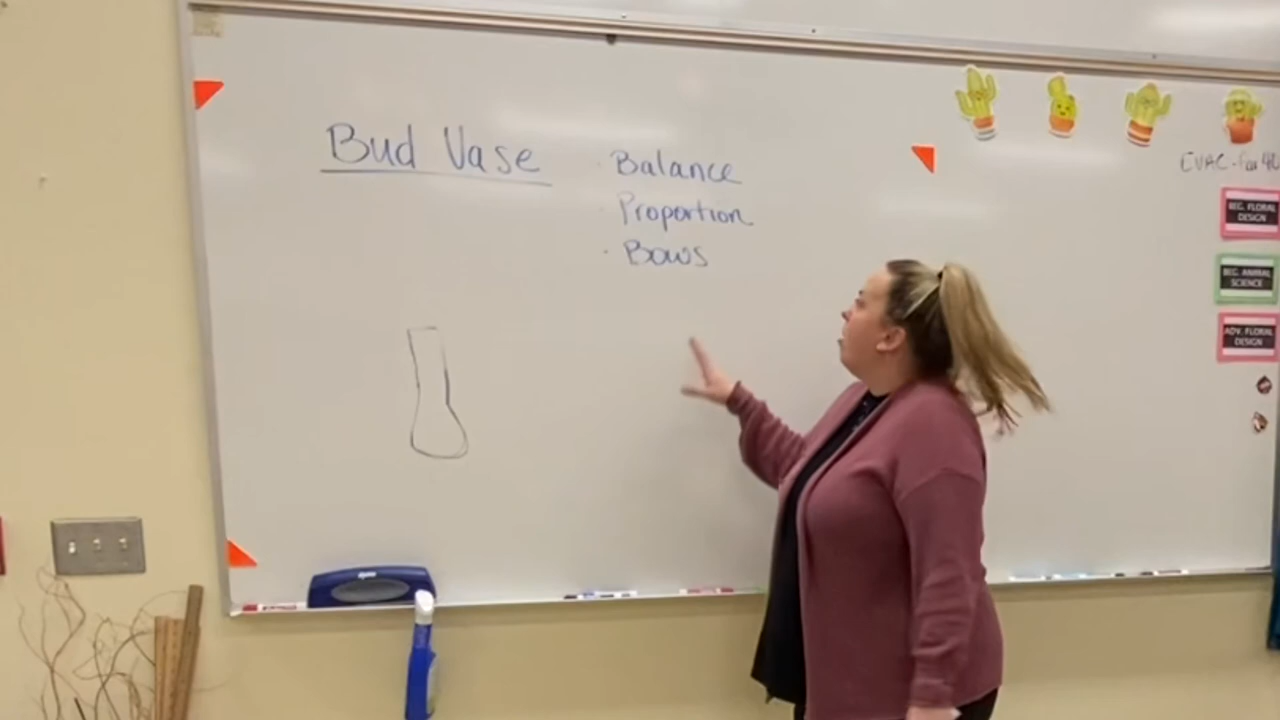 Bud Vase
· Balance
· Proportion
· Bows
BEG. FLORAL
DESIGN
BEG. ANIMAL
SCIENCE
ADV. FLORAL
DESIGN